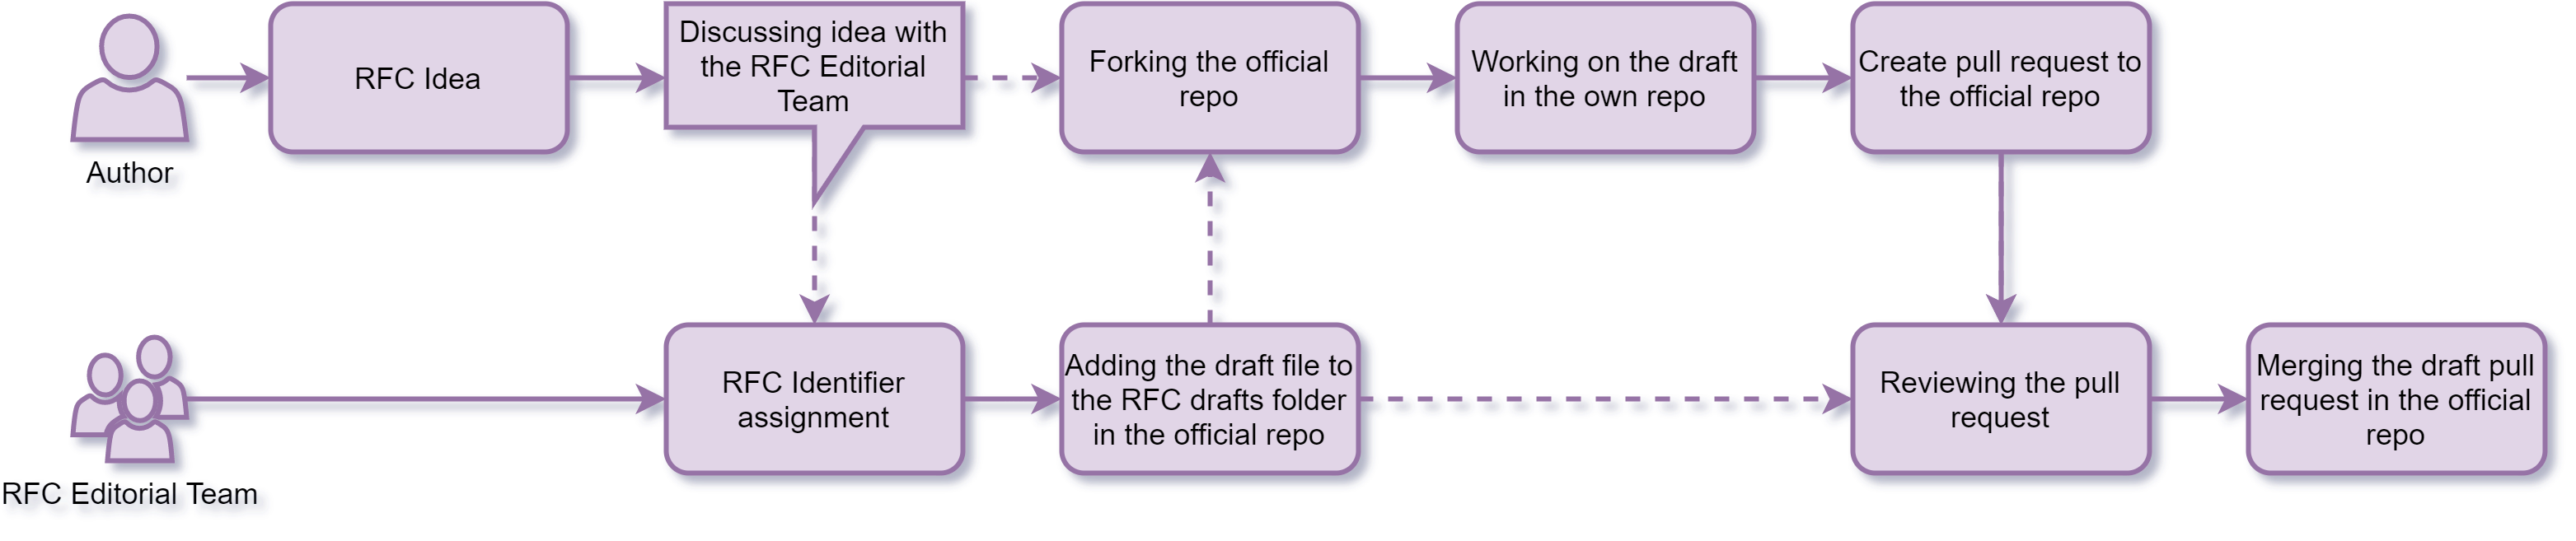 Author
RFC Idea
Discussing idea with
the RFC Editorial
Team
Forking the official
repo
Working on the draft
in the own repo
Create pull request to
the official repo
RFC Editorial Team
RFC Identifier
assignment
Adding the draft file to
the RFC drafts folder
in the official repo
Reviewing the pull
request
Merging the draft pull
request in the official
repo